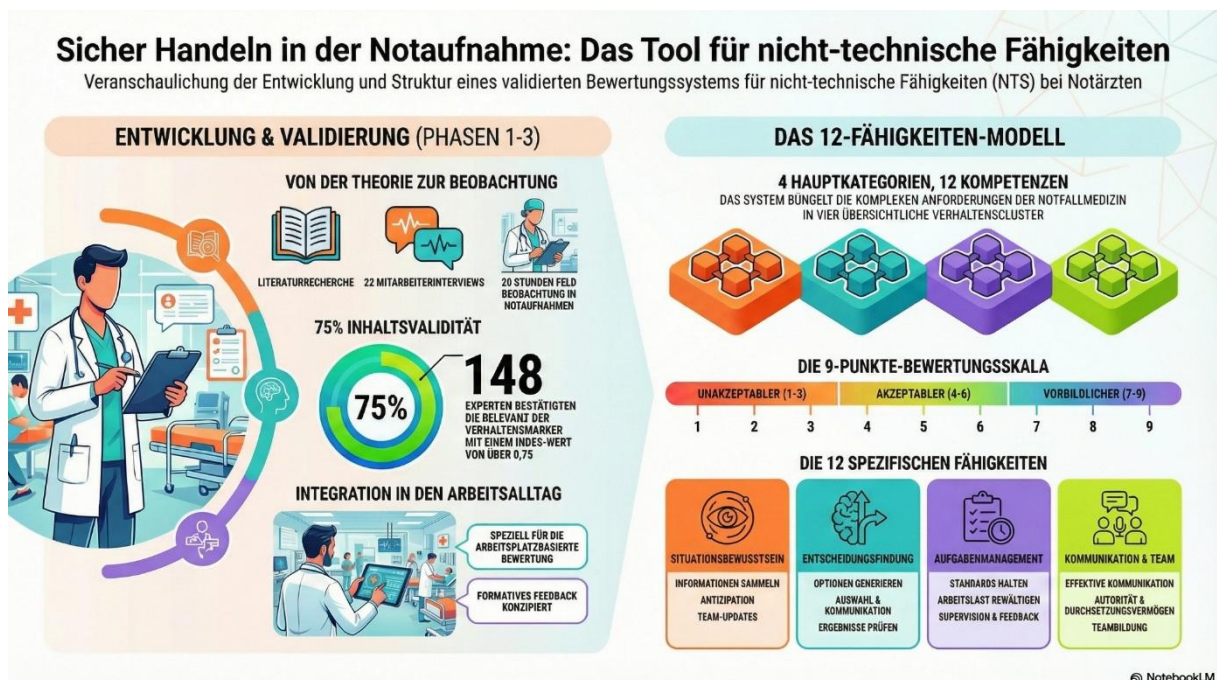 Sicher Handeln in der Notaufnahme: Das Tool für nicht-technische Fähigkeiten
Veranschaulichung der Entwicklung und Struktur eines validierten Bewertungssystems für nicht-technische Fähigkeiten (NTS) bei Notärzten
ENTWICKLUNG & VALIDIERUNG (PHASEN 1-3)
VON DER THEORIE ZUR BEOBACHTUNG
LITERATURRECHERCHE
22 MITARBEITERINTERVIEWS
20 STUNDEN FELD
BEOBACHTUNG IN
NOTAUFNAHMEN
75% INHALTSVALIDITÄT
75%
148
EXPERTEN BESTÄTIGTEN
DIE RELEVANT DER
VERHALTENSMARKER
MIT EINEM INDES-WERT
VON ÜBER 0,75
INTEGRATION IN DEN ARBEITSALLTAG
SPEZIELL FÜR DIE
ARBEITSPLATZBASIERTE
BEWERTUNG
FORMATIVES FEEDBACK
KONZIPIERT
DAS 12-FÄHIGKEITEN-MODELL
4 HAUPTKATEGORIEN, 12 KOMPETENZEN
DAS SYSTEM BÜNGELT DIE KOMPLEKEN ANFORDERUNGEN DER NOTFALLMEDIZIN
IN VIER ÜBERSICHTLICHE VERHALTENSCLUSTER
DIE 9-PUNKTE-BEWERTUNGSSKALA
UNAKZEPTABLER (1-3)
AKZEPTABLER (4-6)
VORBILDLICHER (7-9)
1 2 3 4 5 6 7 8 9
DIE 12 SPEZIFISCHEN FÄHIGKEITEN
SITUATIONSBEWUSSTSEIN
INFORMATIONEN SAMMELN
ANTIZIPATION
TEAM-UPDATES
ENTSCHEIDUNGSFINDUNG
OPTIONEN GENERIEREN
AUSWAHL &
KOMMUNIKATION
ERGEBNISSE PRÜFEN
AUFGABENMANAGEMENT
STANDARDS HALTEN
ARBEITSLAST REWÄLTIGEN
SUPERVISION & FEEDBACK
KOMMUNIKATION & TEAM
EFFEKTIVE KOMMUNIKATION
AUTORITÄT &
DURCHSETZUNGSVERMÖGEN
TEAMBILDUNG
NotebookLM